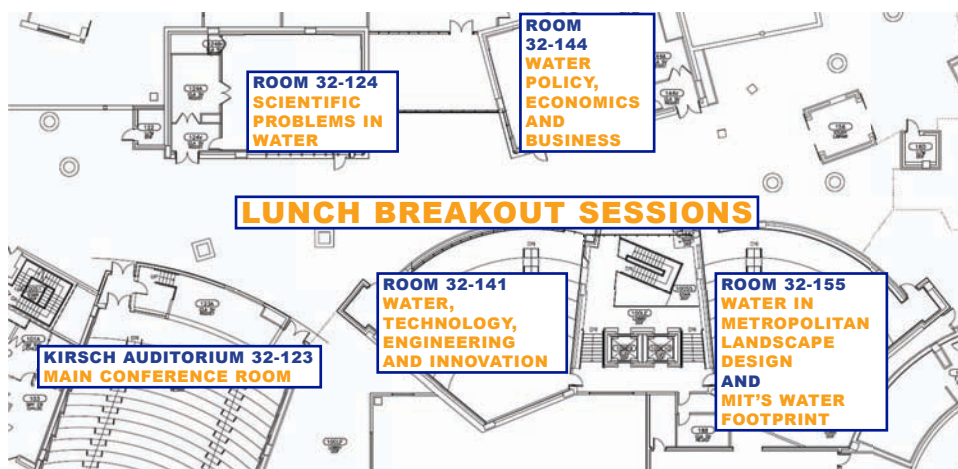 ROOM 32-124
SCIENTIFIC
PROBLEMS IN
WATER
ROOM
32-144
WATER
POLICY,
ECONOMICS
AND
BUSINESS
LUNCH BREAKOUT SESSIONS
KIRSCH AUDITORIUM 32-123
MAIN CONFERENCE ROOM
ROOM 32-141
WATER,
TECHNOLOGY,
ENGINEERING
AND INNOVATION
ROOM 32-155
WATER IN
METROPOLITAN
LANDSCAPE
DESIGN
AND
MIT'S WATER
FOOTPRINT